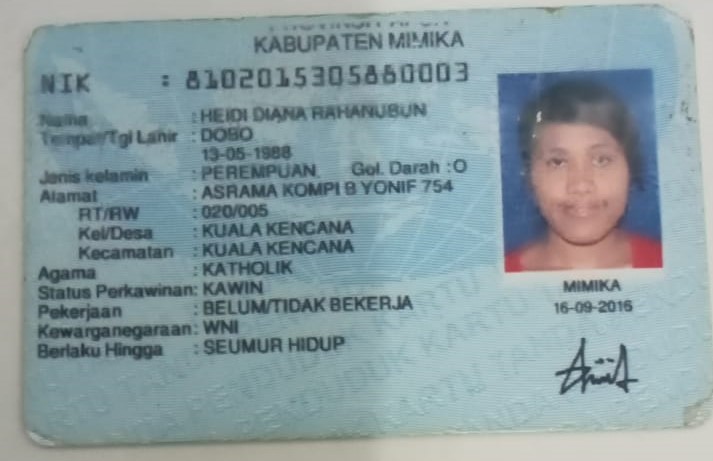 KABUPATEN MIMIKA
NIK : 8102015305880003
Nama : HEIDI DIANA RAHANUBUN
Tempat/Tgl Lahir : DOBO
13-05-1988
Jenis kelamin : PEREMPUAN Gol. Darah : O
Alamat : ASRAMA KOMPI B YONIF 754
RT/RW : 020/005
Kel/Desa : KUALA KENCANA
Kecamatan : KUALA KENCANA
Agama : KATHOLIK
Status Perkawinan: KAWIN
Pekerjaan : BELUM/TIDAK BEKERJA
Kewarganegaraan: WNI
Berlaku Hingga : SEUMUR HIDUP
MIMIKA
16-09-2016